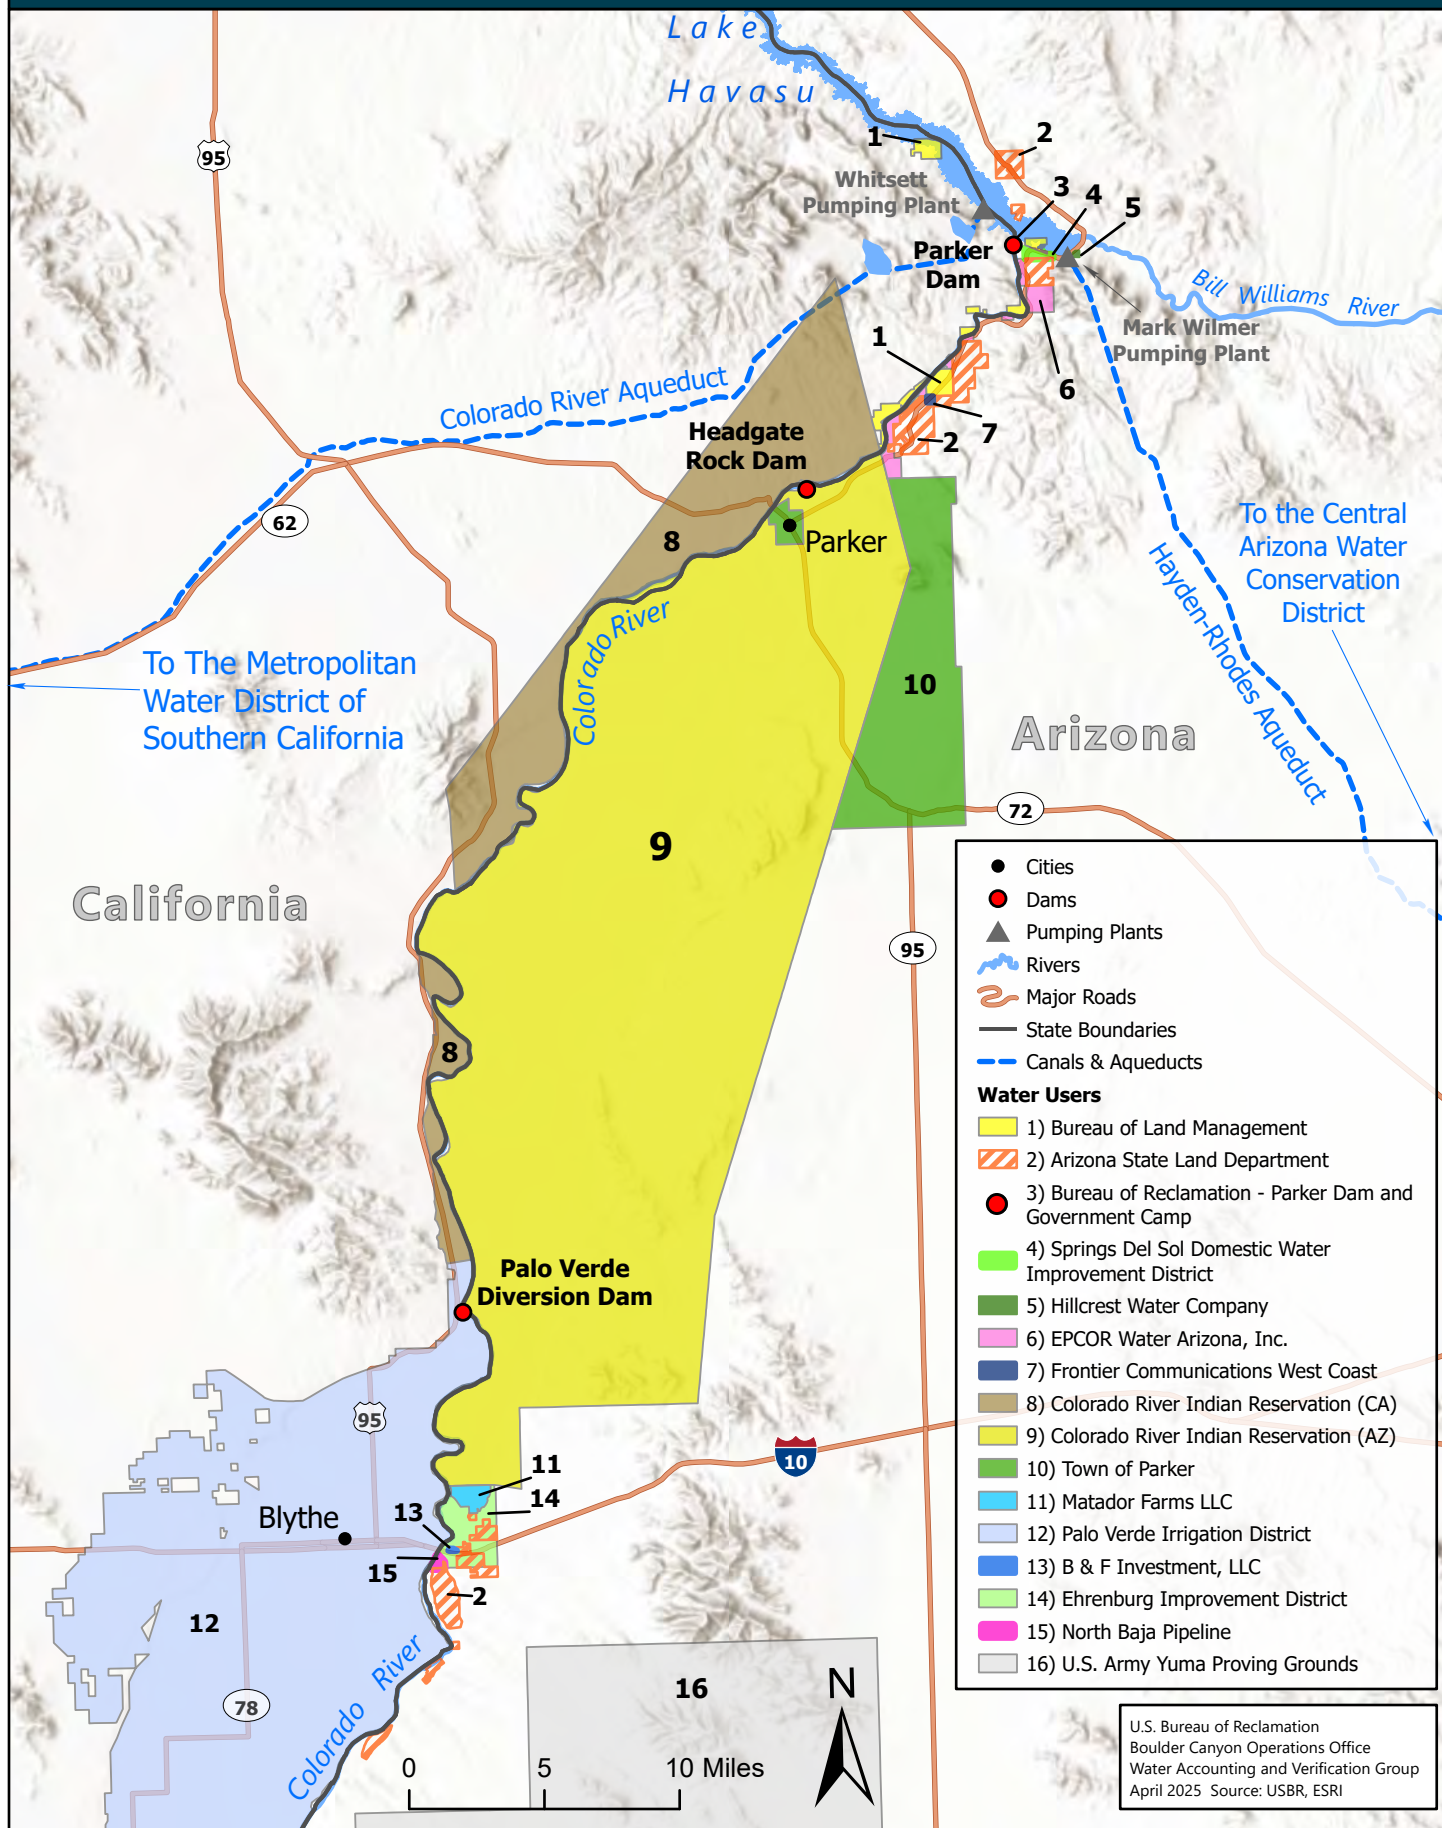 Lake
Havasu
95
1
2
Whitsett
Pumping Plant
3
4
5
Parker
Dam
Bill Williams River
Mark Wilmer
Pumping Plant
1
6
Colorado River Aqueduct
Headgate
Rock Dam
7
2
62
8
Parker
To the Central
Arizona Water
Conservation
District
Hayden-Rhodes Aqueduct
Colorado River
To The Metropolitan
Water District of
Southern California
10
Arizona
72
9
California
95
8
Cities
Dams
Pumping Plants
Rivers
Major Roads
State Boundaries
Canals & Aqueducts
Water Users
1) Bureau of Land Management
2) Arizona State Land Department
3) Bureau of Reclamation - Parker Dam and
Government Camp
4) Springs Del Sol Domestic Water
Improvement District
5) Hillcrest Water Company
6) EPCOR Water Arizona, Inc.
7) Frontier Communications West Coast
8) Colorado River Indian Reservation (CA)
9) Colorado River Indian Reservation (AZ)
10) Town of Parker
11) Matador Farms LLC
12) Palo Verde Irrigation District
13) B & F Investment, LLC
14) Ehrenburg Improvement District
15) North Baja Pipeline
16) U.S. Army Yuma Proving Grounds
Palo Verde
Diversion Dam
95
10
11
14
13
Blythe
15
2
12
Colorado River
78
16
N
0 5 10 Miles
U.S. Bureau of Reclamation
Boulder Canyon Operations Office
Water Accounting and Verification Group
April 2025 Source: USBR, ESRI